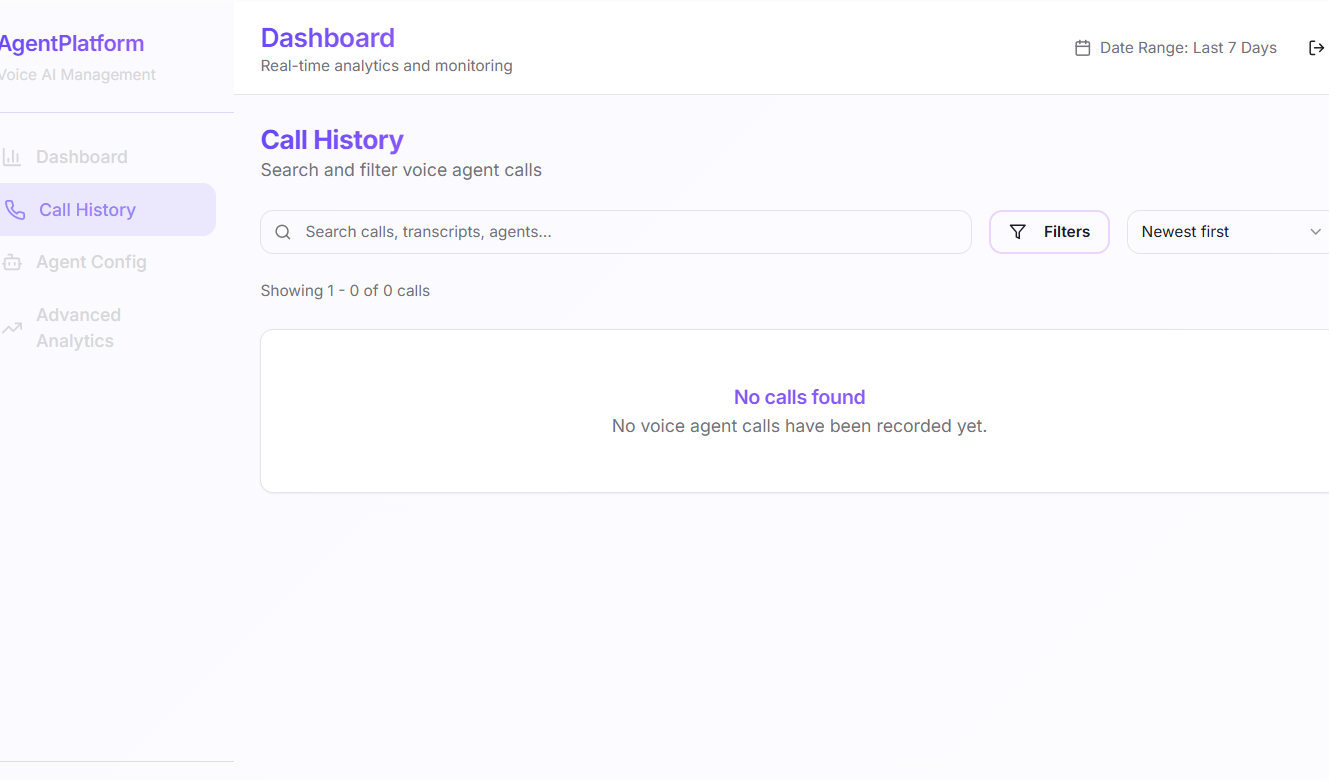 AgentPlatform
Voice AI Management
Dashboard
Call History
Agent Config
Advanced
Analytics
Dashboard
Real-time analytics and monitoring
Date Range: Last 7 Days
Call History
Search and filter voice agent calls
Search calls, transcripts, agents...
Filters
Newest first
Showing 1 - 0 of 0 calls
No calls found
No voice agent calls have been recorded yet.